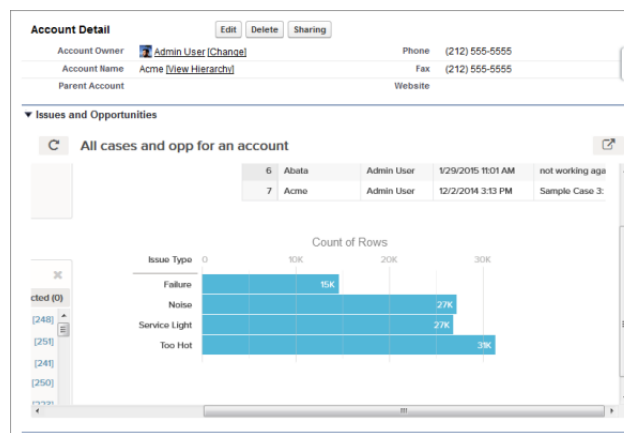 Account Detail Edit Delete Sharing
Account Owner Admin User [Change] Phone (212) 555-5555
Account Name Acme [View Hierarchy] Fax (212) 555-5555
Parent Account Website
Issues and Opportunities
All cases and opp for an account
6 Abata Admin User 1/29/2015 11:01 AM not working aga
7 Acme Admin User 12/2/2014 3:13 PM Sample Case 3:
Count of Rows
Issue Type 0 10K 20K 30K
Failure 15K
Noise 27K
Service Light 27K
Too Hot 31K
cted (0)
[248]
[251]
[241]
[250]